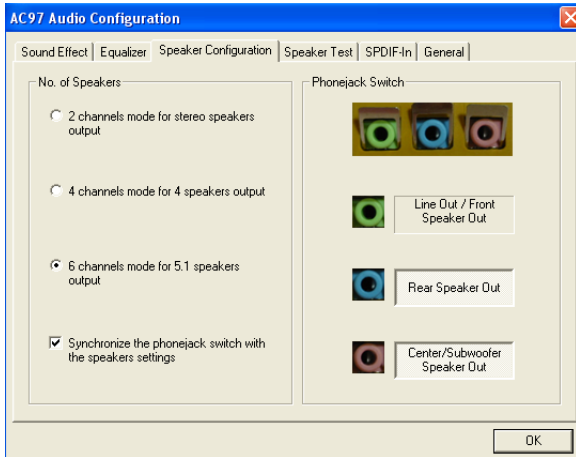 AC97 Audio Configuration
Sound Effect
Equalizer
Speaker Configuration
Speaker Test
SPDIF-In
General
No. of Speakers
2 channels mode for stereo speakers
output
4 channels mode for 4 speakers output
6 channels mode for 5.1 speakers
output
Synchronize the phonejack switch with
the speakers settings
Phonejack Switch
Line Out / Front
Speaker Out
Rear Speaker Out
Center/Subwoofer
Speaker Out
OK